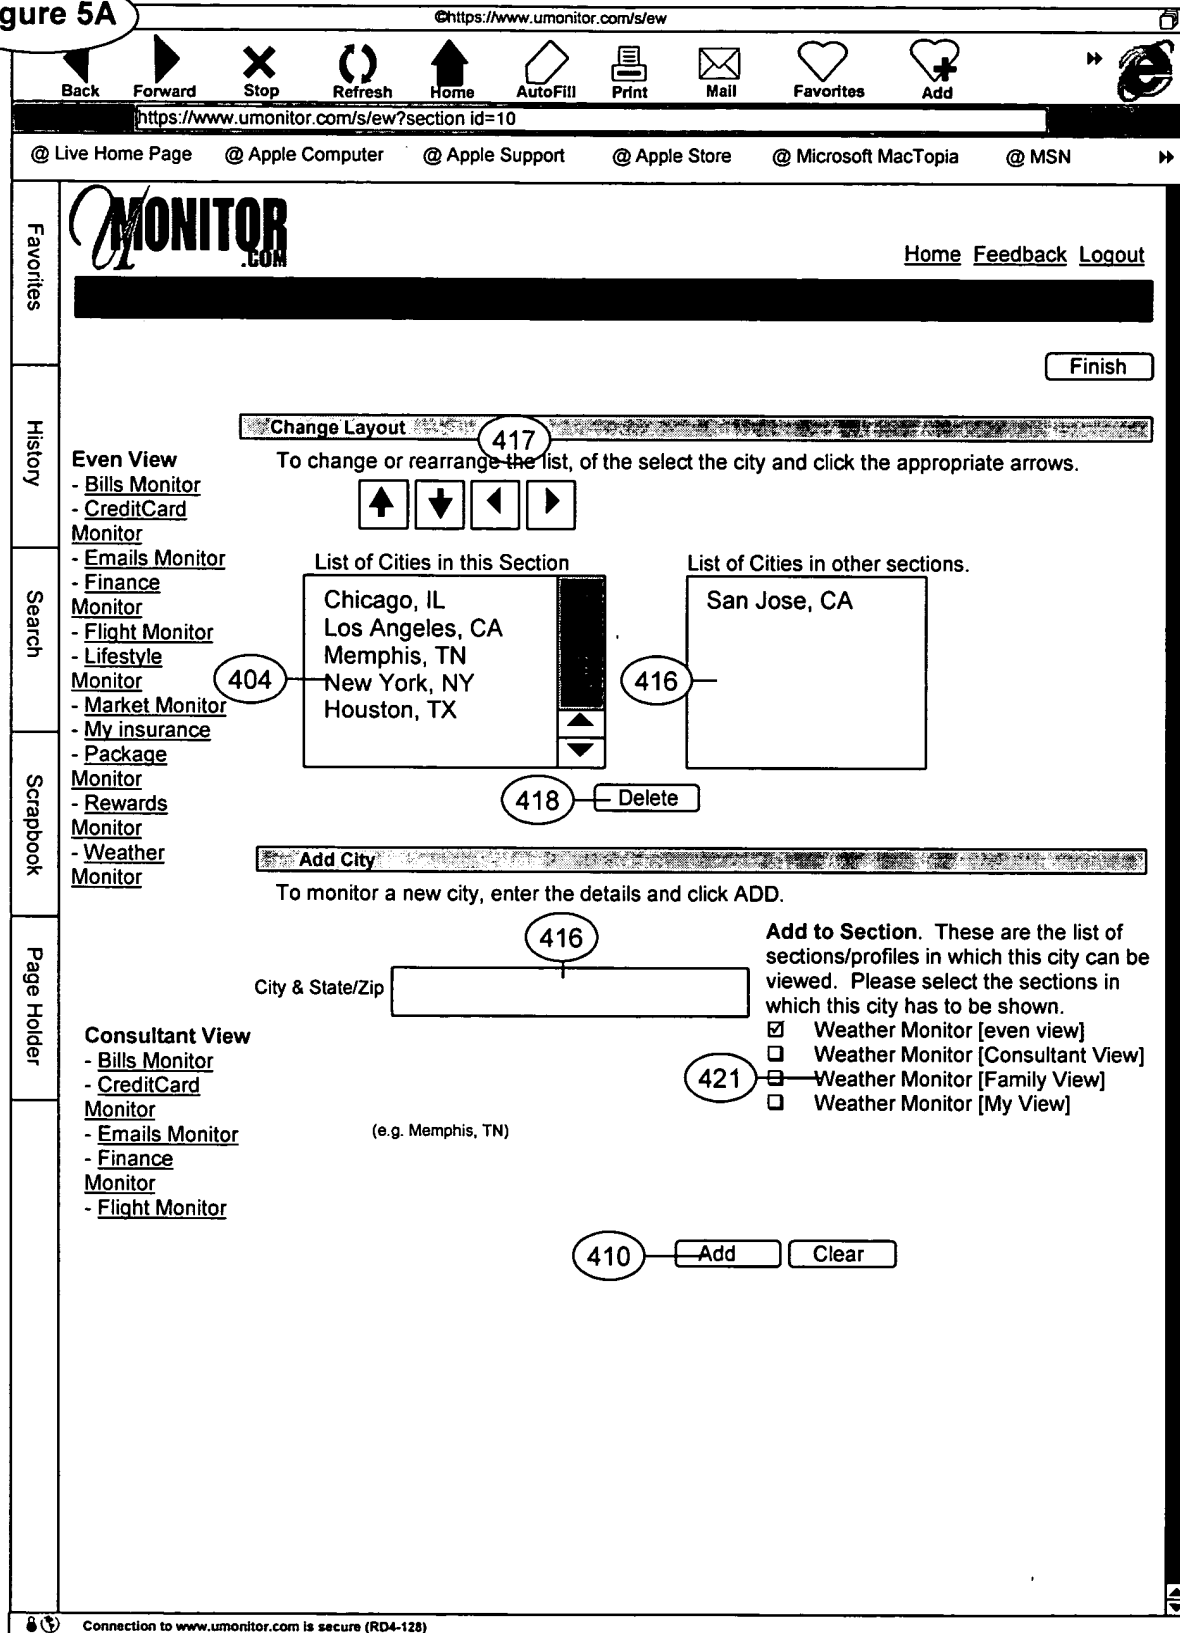 gure 5A
©https://www.umonitor.com/s/ew
Back Forward Stop Refresh Home AutoFill Print Mail Favorites Add
https://www.umonitor.com/s/ew?section id=10
@ Live Home Page @ Apple Computer @ Apple Support @ Apple Store @ Microsoft MacTopia @ MSN
Favorites
History
Search
Scrapbook
Page Holder
UMONITOR
.COM
Home Feedback Logout
Finish
Change Layout
417
To change or rearrange the list, of the select the city and click the appropriate arrows.
Even View
- Bills Monitor
- CreditCard
Monitor
- Emails Monitor
- Finance
Monitor
- Flight Monitor
- Lifestyle
Monitor
- Market Monitor
- My insurance
- Package
Monitor
- Rewards
Monitor
- Weather
Monitor
List of Cities in this Section
Chicago, IL
Los Angeles, CA
Memphis, TN
New York, NY
Houston, TX
404
List of Cities in other sections.
San Jose, CA
416
418
Delete
Add City
To monitor a new city, enter the details and click ADD.
416
City & State/Zip
(e.g. Memphis, TN)
Add to Section. These are the list of
sections/profiles in which this city can be
viewed. Please select the sections in
which this city has to be shown.
Weather Monitor [even view]
Weather Monitor [Consultant View]
Weather Monitor [Family View]
Weather Monitor [My View]
421
Consultant View
- Bills Monitor
- CreditCard
Monitor
- Emails Monitor
- Finance
Monitor
- Flight Monitor
410
Add
Clear
Connection to www.umonitor.com is secure (RD4-128)